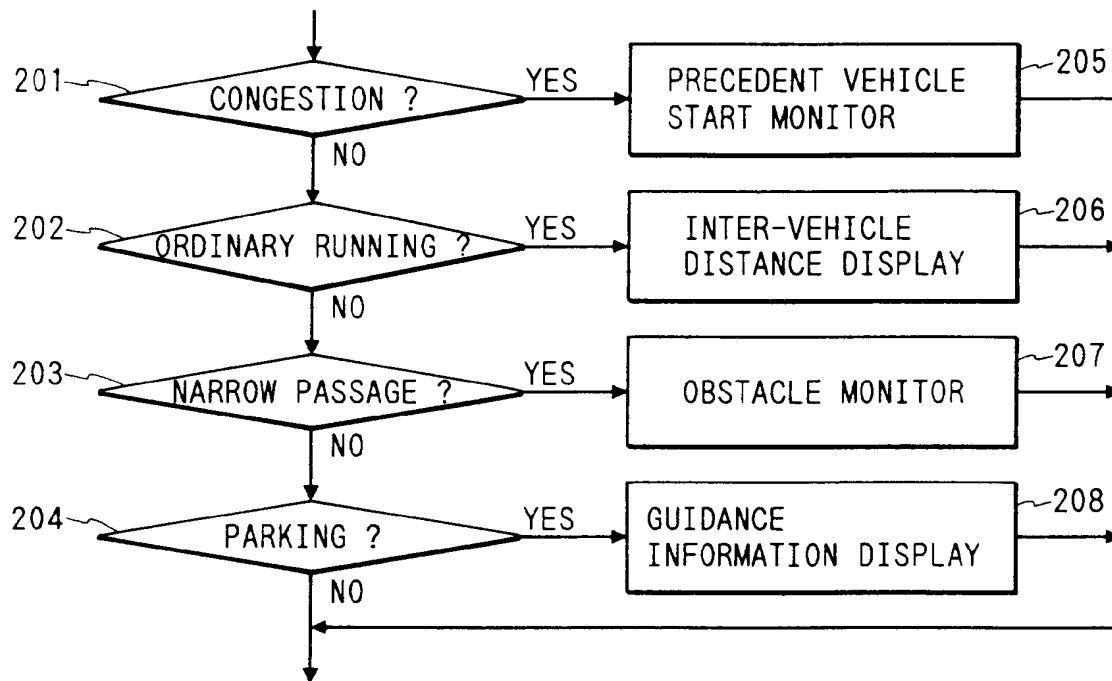 201
CONGESTION ?
YES
PRECEDENT VEHICLE
START MONITOR
205
NO
202
ORDINARY RUNNING ?
YES
INTER-VEHICLE
DISTANCE DISPLAY
206
NO
203
NARROW PASSAGE ?
YES
OBSTACLE MONITOR
207
NO
204
PARKING ?
YES
GUIDANCE
INFORMATION DISPLAY
208
NO